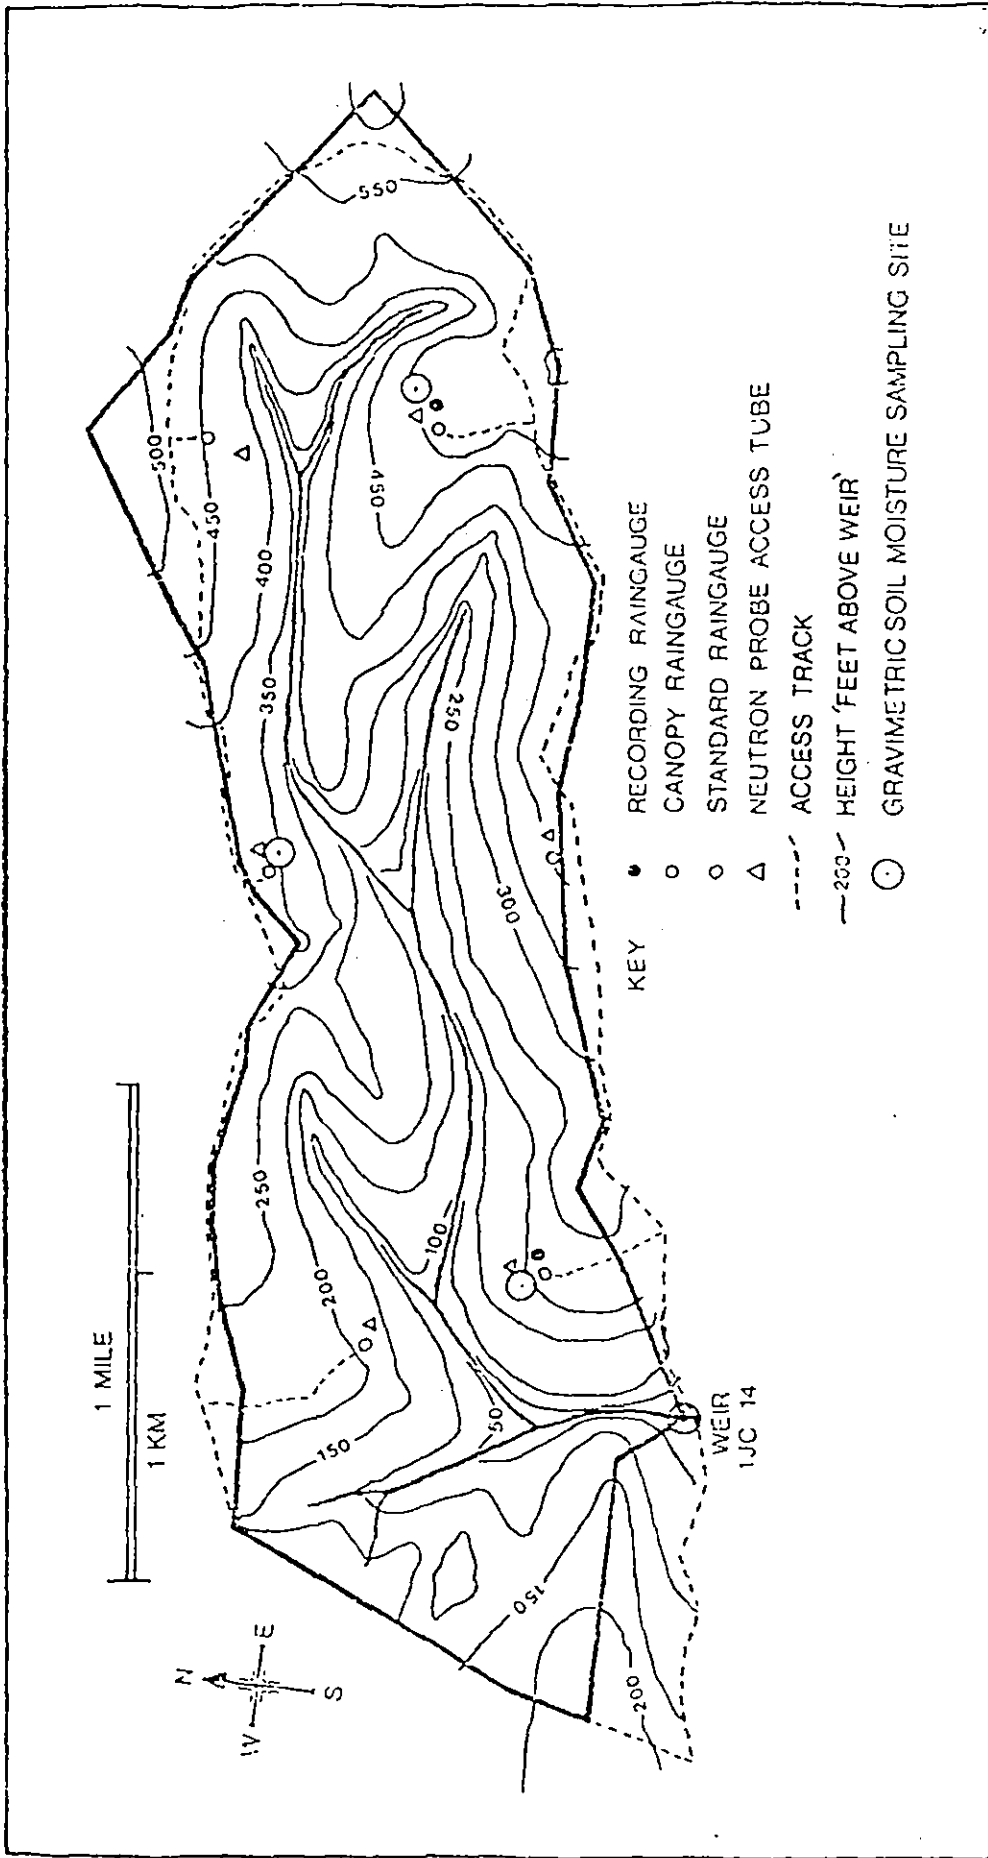 1 MILE
1 KM
N
E
S
W
550
500
450
450
400
350
250
300
250
200
100
150
50
150
200
WEIR
1JC 14
KEY
RECORDING RAINGAUGE
CANOPY RAINGAUGE
STANDARD RAINGAUGE
NEUTRON PROBE ACCESS TUBE
ACCESS TRACK
200 HEIGHT 'FEET ABOVE WEIR'
GRAVIMETRIC SOIL MOISTURE SAMPLING SITE